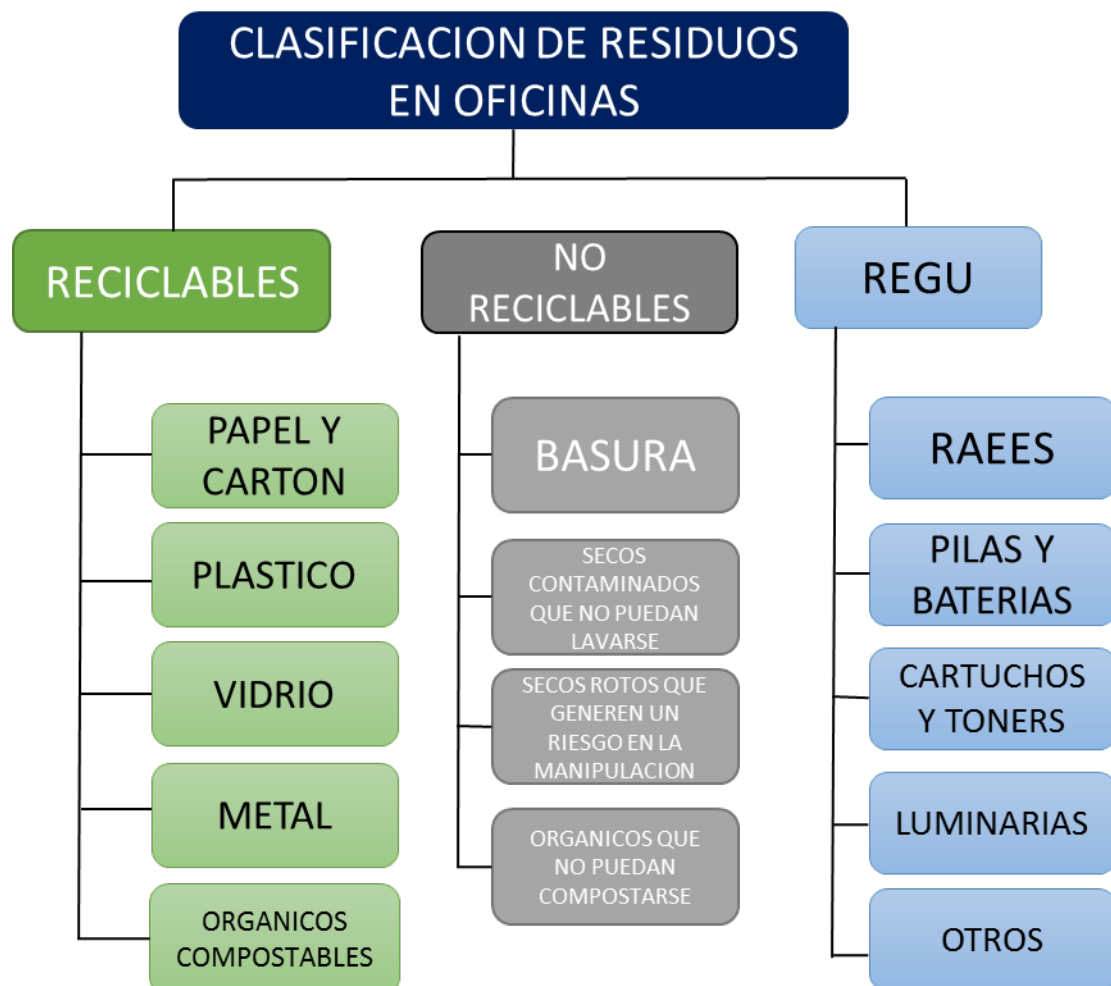 CLASIFICACION DE RESIDUOS
EN OFICINAS
RECICLABLES
PAPEL Y
CARTON
PLASTICO
VIDRIO
METAL
ORGANICOS
COMPOSTABLES
NO
RECICLABLES
BASURA
SECOS
CONTAMINADOS
QUE NO PUEDAN
LAVARSE
SECOS ROTOS QUE
GENEREN UN
RIESGO EN LA
MANIPULACION
ORGANICOS QUE
NO PUEDAN
COMPOSTARSE
REGU
RAEES
PILAS Y
BATERIAS
CARTUCHOS
Y TONERS
LUMINARIAS
OTROS